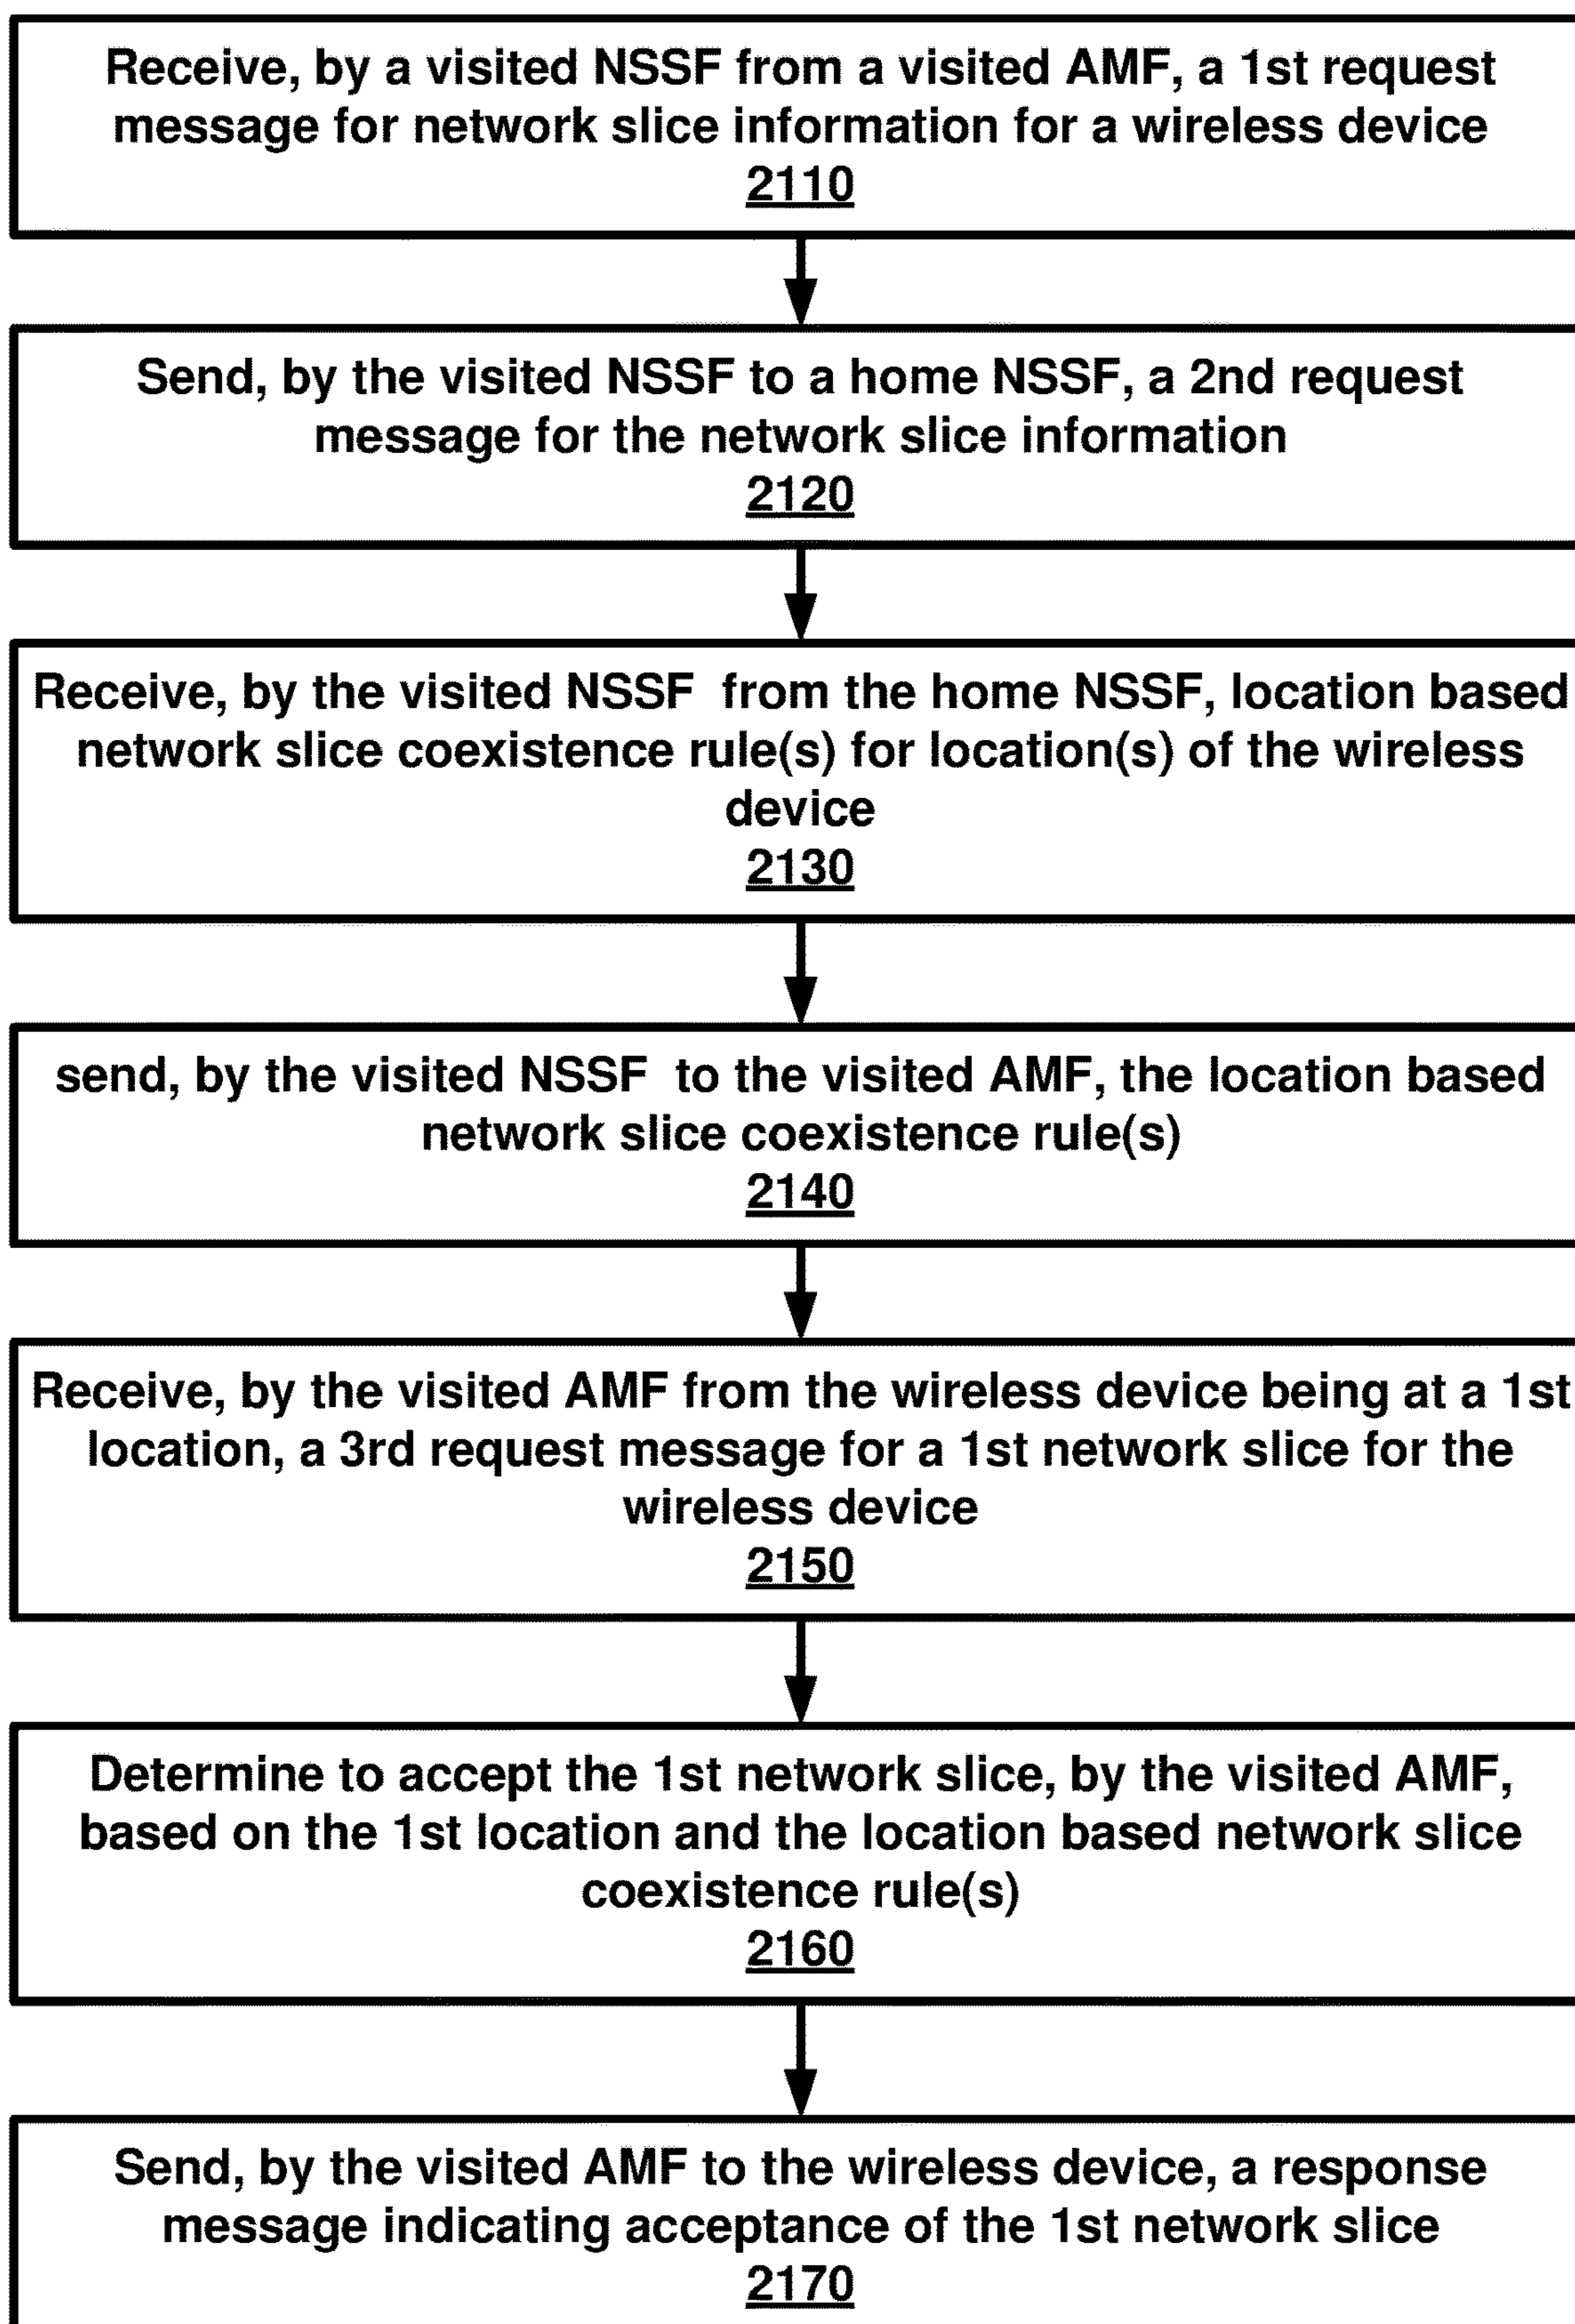 Receive, by a visited NSSF from a visited AMF, a 1st request
message for network slice information for a wireless device
2110
Send, by the visited NSSF to a home NSSF, a 2nd request
message for the network slice information
2120
Receive, by the visited NSSF from the home NSSF, location based
network slice coexistence rule(s) for location(s) of the wireless
device
2130
send, by the visited NSSF to the visited AMF, the location based
network slice coexistence rule(s)
2140
Receive, by the visited AMF from the wireless device being at a 1st
location, a 3rd request message for a 1st network slice for the
wireless device
2150
Determine to accept the 1st network slice, by the visited AMF,
based on the 1st location and the location based network slice
coexistence rule(s)
2160
Send, by the visited AMF to the wireless device, a response
message indicating acceptance of the 1st network slice
2170